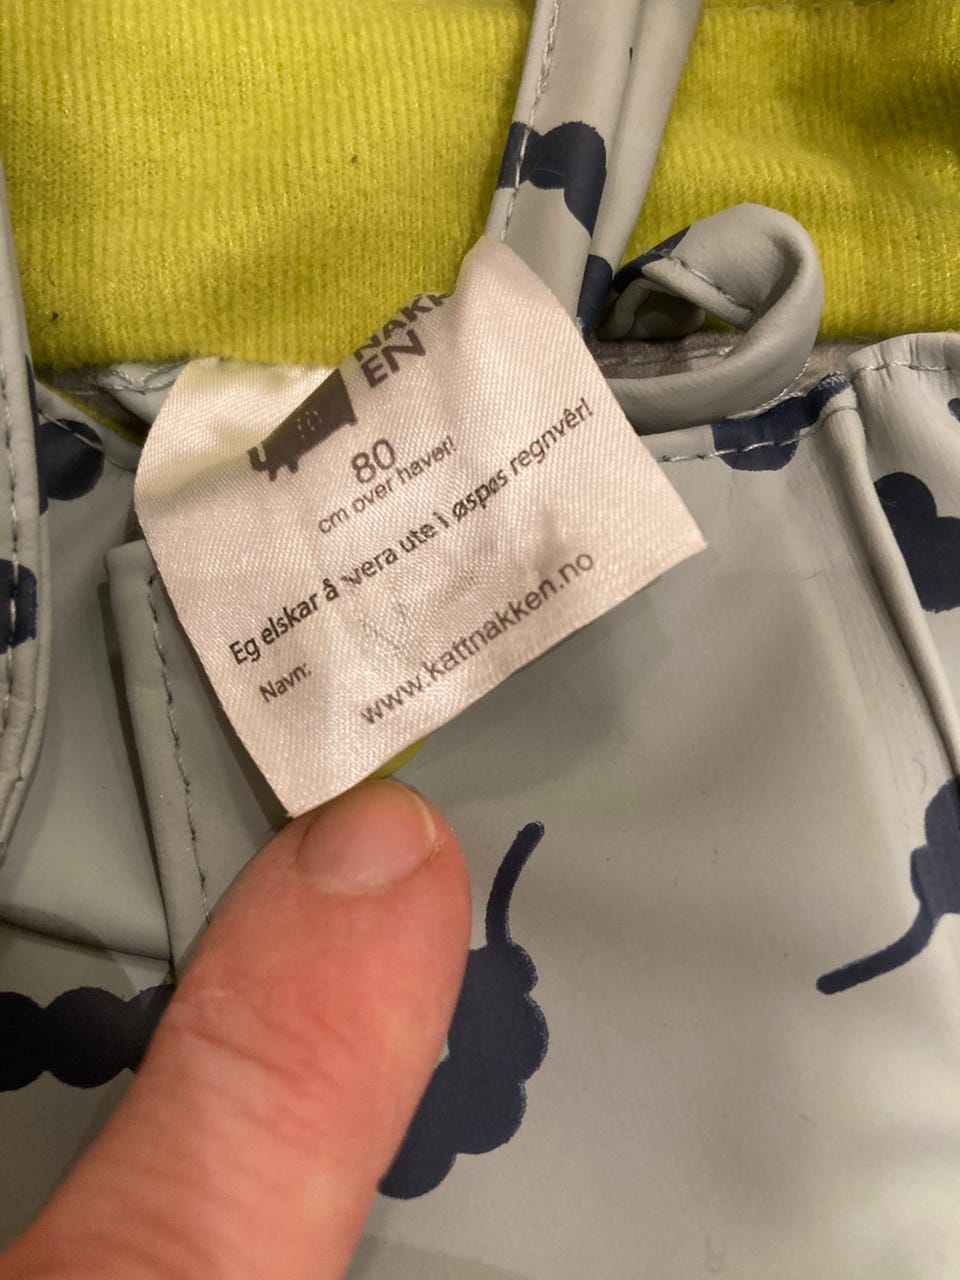 NAKK
EN
80
cm over havet!
Eg elskar å vera ute i øspøs regnvêr!
Navn:
www.kattnakken.no